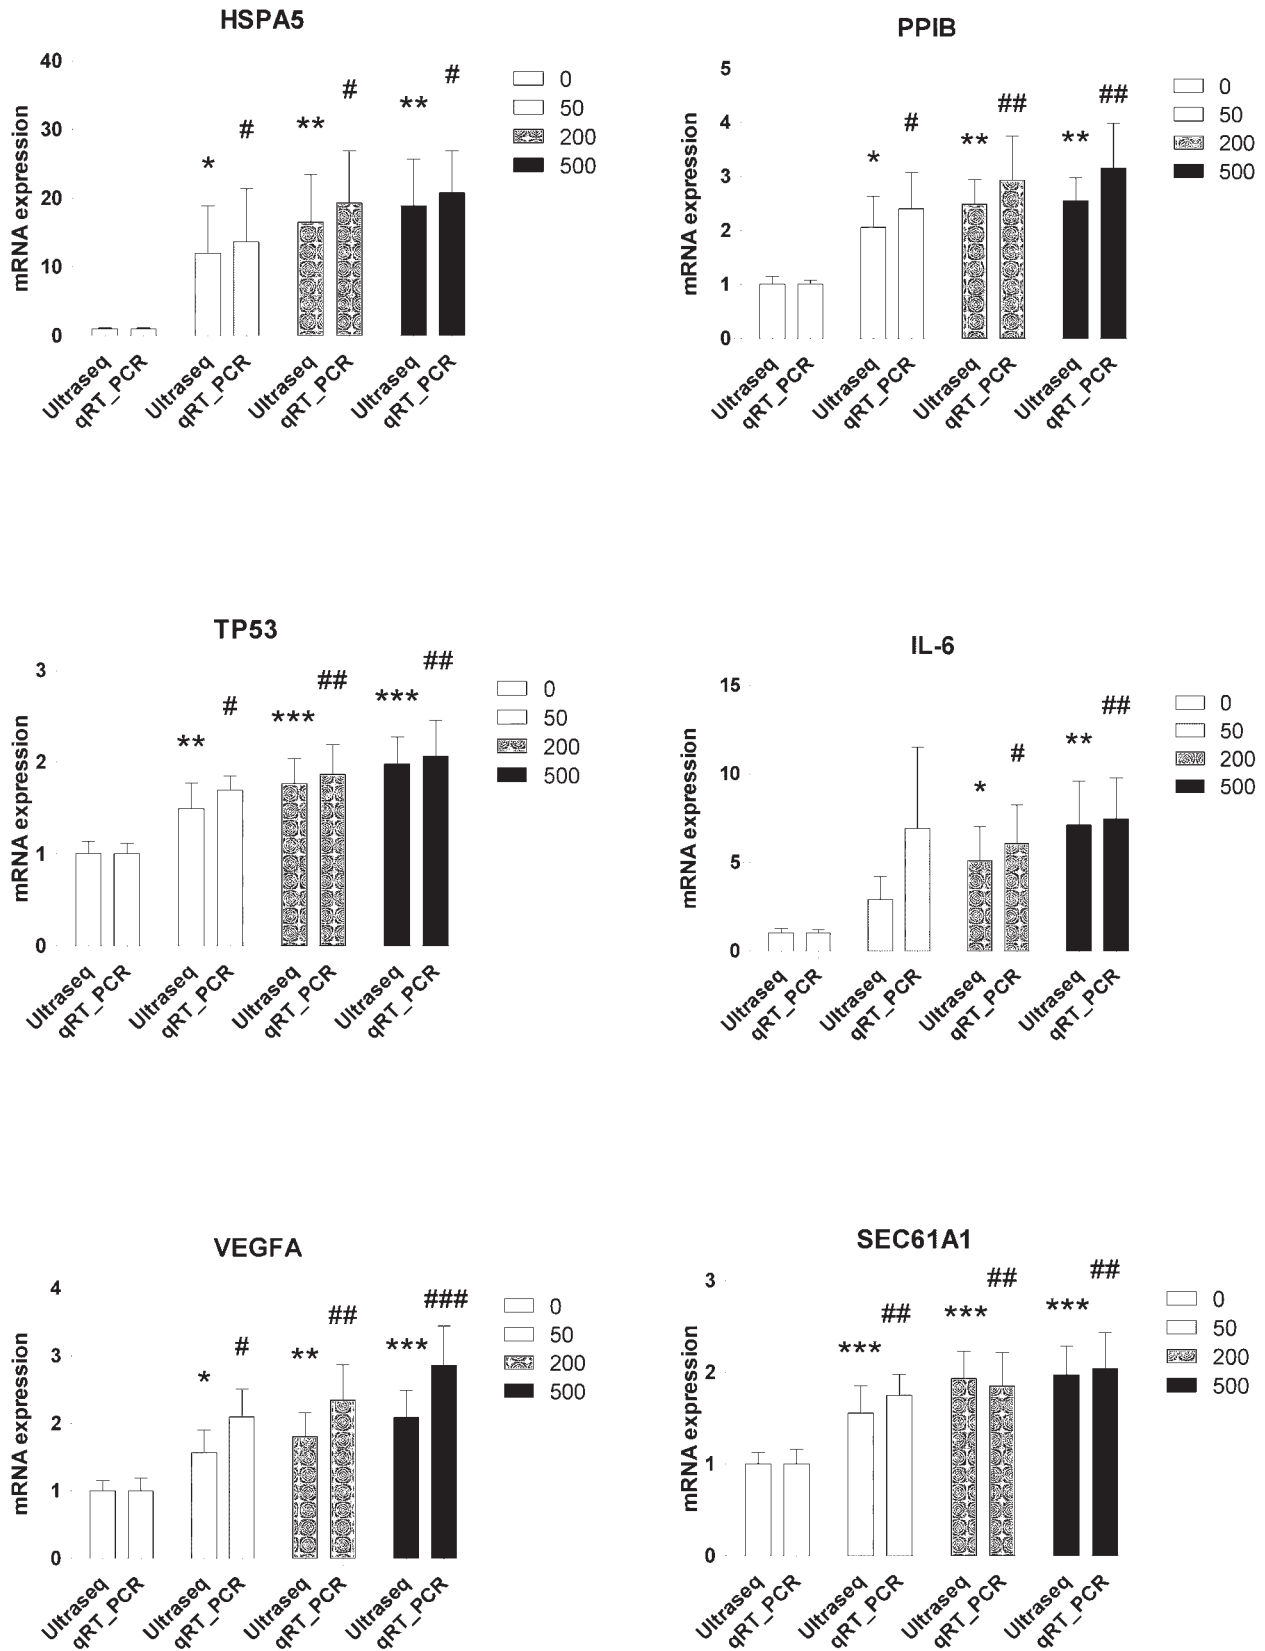 HSPA5
mRNA expression
40
30
20
10
0
*
#
**
#
**
#
0
50
200
500
Ultraseq
qRT_PCR
Ultraseq
qRT_PCR
Ultraseq
qRT_PCR
Ultraseq
qRT_PCR
PPIB
mRNA expression
5
4
3
2
1
0
*
#
**
##
**
##
0
50
200
500
Ultraseq
qRT_PCR
Ultraseq
qRT_PCR
Ultraseq
qRT_PCR
Ultraseq
qRT_PCR
TP53
mRNA expression
3
2
1
0
**
#
***
##
***
##
0
50
200
500
Ultraseq
qRT_PCR
Ultraseq
qRT_PCR
Ultraseq
qRT_PCR
Ultraseq
qRT_PCR
IL-6
mRNA expression
15
10
5
0
*
#
**
##
0
50
200
500
Ultraseq
qRT_PCR
Ultraseq
qRT_PCR
Ultraseq
qRT_PCR
Ultraseq
qRT_PCR
VEGFA
mRNA expression
4
3
2
1
0
*
#
**
##
***
###
0
50
200
500
Ultraseq
qRT_PCR
Ultraseq
qRT_PCR
Ultraseq
qRT_PCR
Ultraseq
qRT_PCR
SEC61A1
mRNA expression
3
2
1
0
***
##
***
##
***
##
0
50
200
500
Ultraseq
qRT_PCR
Ultraseq
qRT_PCR
Ultraseq
qRT_PCR
Ultraseq
qRT_PCR